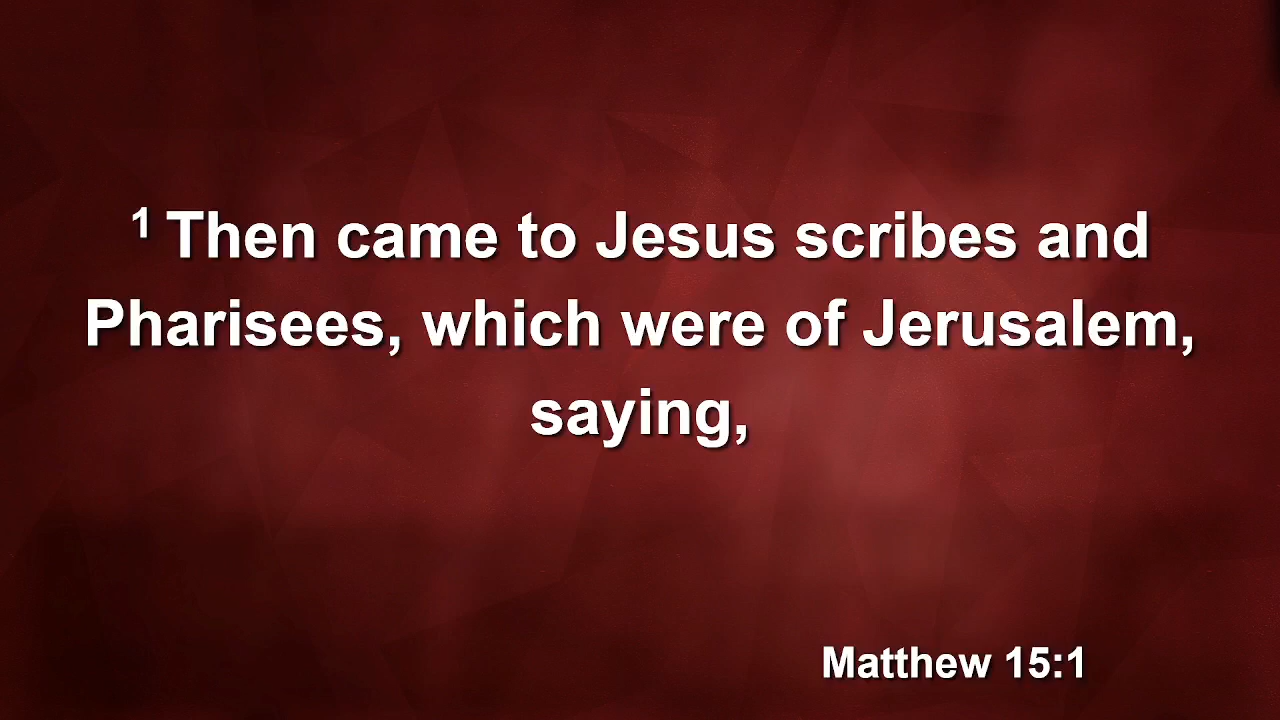 1 Then came to Jesus scribes and
Pharisees, which were of Jerusalem,
saying,
Matthew 15:1